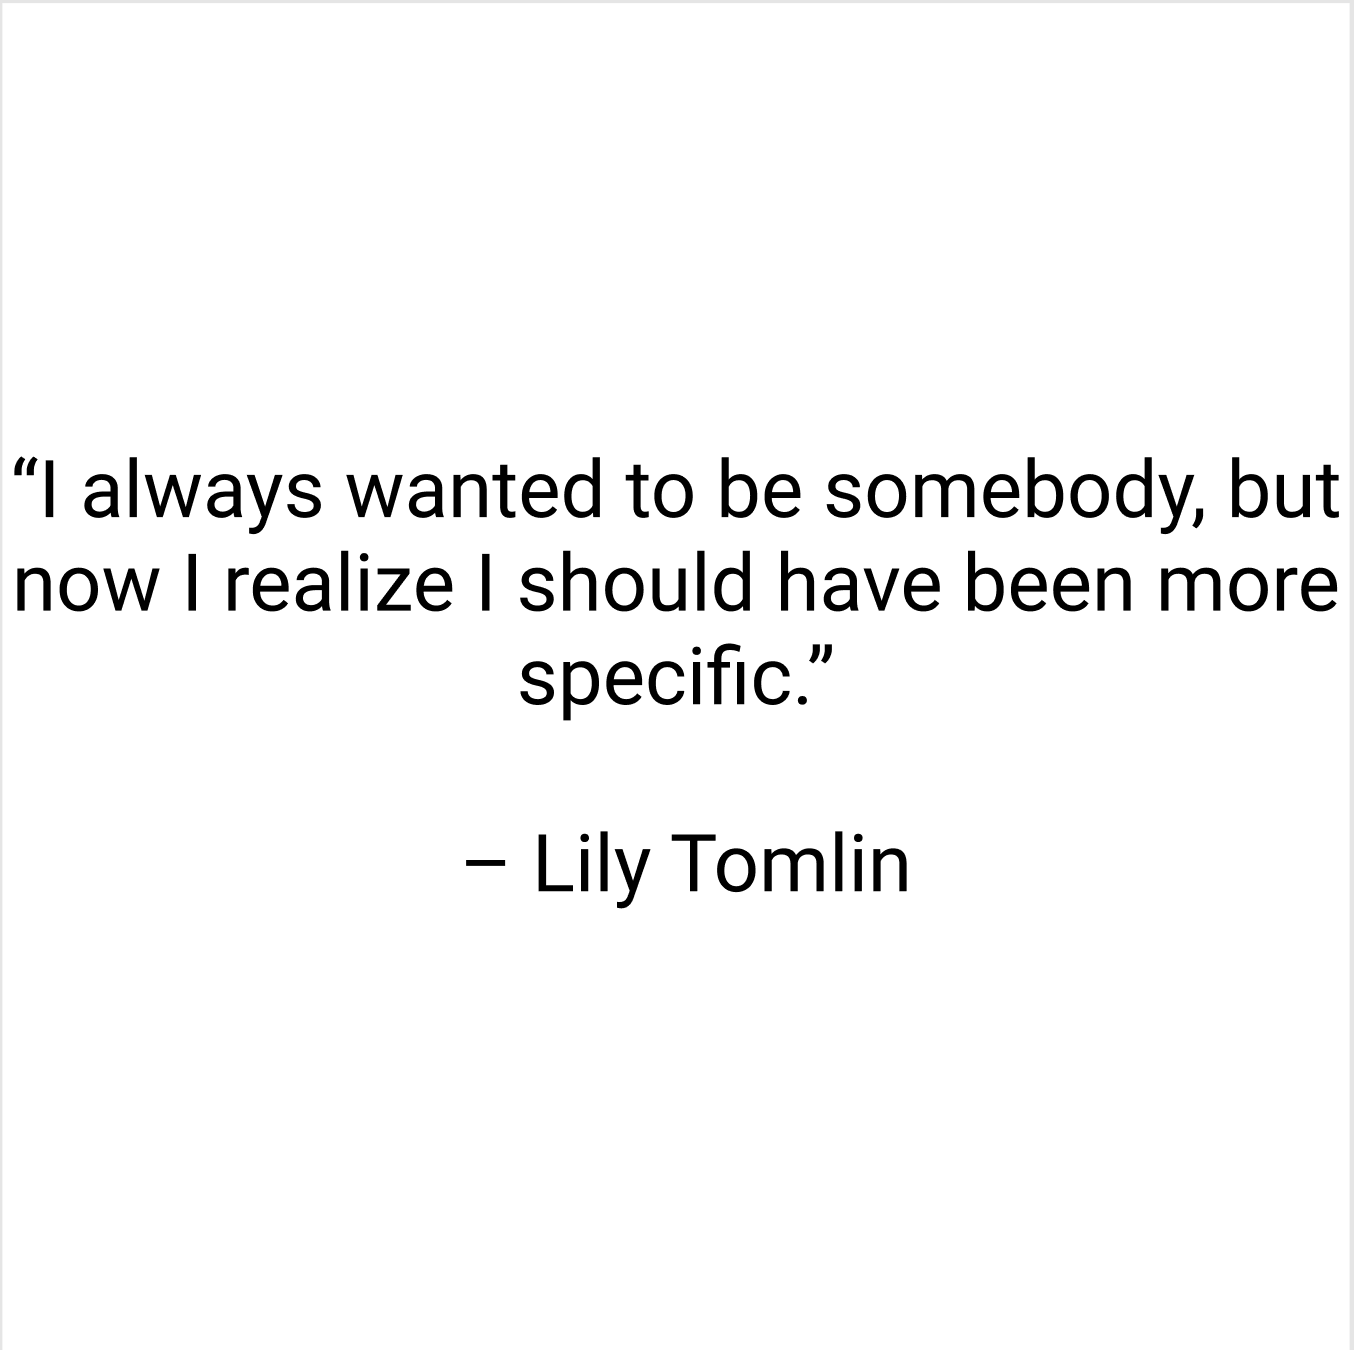 “I always wanted to be somebody, but
now I realize I should have been more
specific.”
– Lily Tomlin